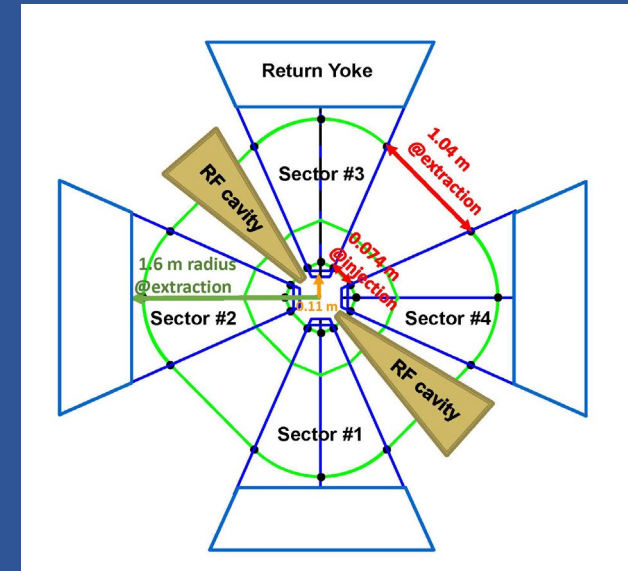 Return Yoke
RF cavity
Sector #3
1.04 m
@extraction
0.074 m
@injection
1.6 m radius
@extraction
0.11 m
Sector #2
Sector #4
RF cavity
Sector #1